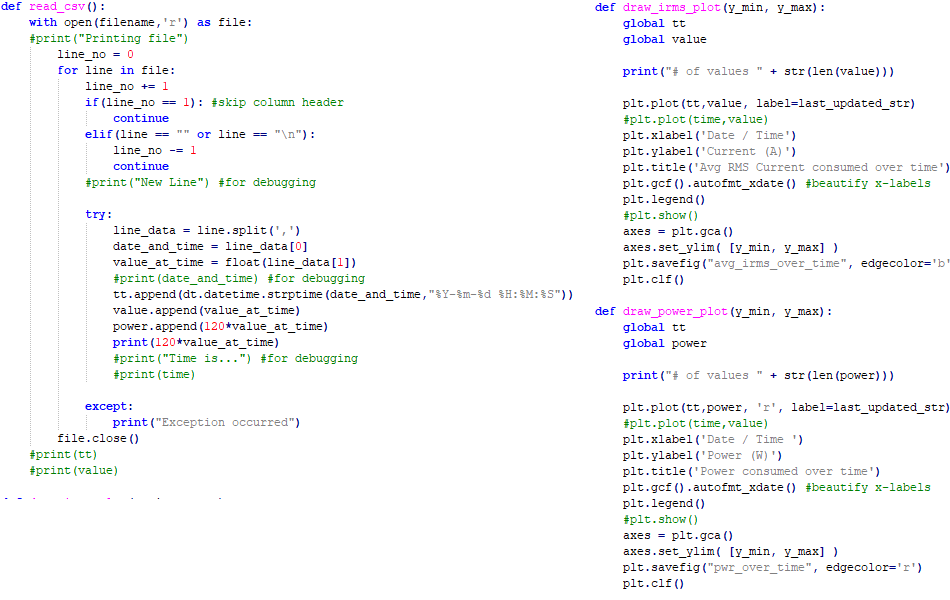 def read_csv():
    with open(filename,'r') as file:
    #print("Printing file")
        line_no = 0
        for line in file:
            line_no += 1
            if(line_no == 1): #skip column header
                continue
            elif(line == "" or line == "\n"):
                line_no -= 1
                continue
            #print("New Line") #for debugging

            try:
                line_data = line.split(',')
                date_and_time = line_data[0]
                value_at_time = float(line_data[1])
                #print(date_and_time) #for debugging
                tt.append(dt.datetime.strptime(date_and_time,"%Y-%m-%d %H:%M:%S"))
                value.append(value_at_time)
                power.append(120*value_at_time)
                print(120*value_at_time)
                #print("Time is...") #for debugging
                #print(time)

            except:
                print("Exception occurred")
        file.close()
    #print(tt)
    #print(value)

def draw_irms_plot(y_min, y_max):
    global tt
    global value

    print("# of values " + str(len(value)))

    plt.plot(tt,value, label=last_updated_str)
    #plt.plot(time,value)
    plt.xlabel('Date / Time')
    plt.ylabel('Current (A)')
    plt.title('Avg RMS Current consumed over time')
    plt.gcf().autofmt_xdate() #beautify x-labels
    plt.legend()
    #plt.show()
    axes = plt.gca()
    axes.set_ylim( [y_min, y_max] )
    plt.savefig("avg_irms_over_time", edgecolor='b'
    plt.clf()

def draw_power_plot(y_min, y_max):
    global tt
    global power

    print("# of values " + str(len(power)))

    plt.plot(tt,power, 'r', label=last_updated_str)
    #plt.plot(time,value)
    plt.xlabel('Date / Time ')
    plt.ylabel('Power (W)')
    plt.title('Power consumed over time')
    plt.gcf().autofmt_xdate() #beautify x-labels
    plt.legend()
    #plt.show()
    axes = plt.gca()
    axes.set_ylim( [y_min, y_max] )
    plt.savefig("pwr_over_time", edgecolor='r')
    plt.clf()